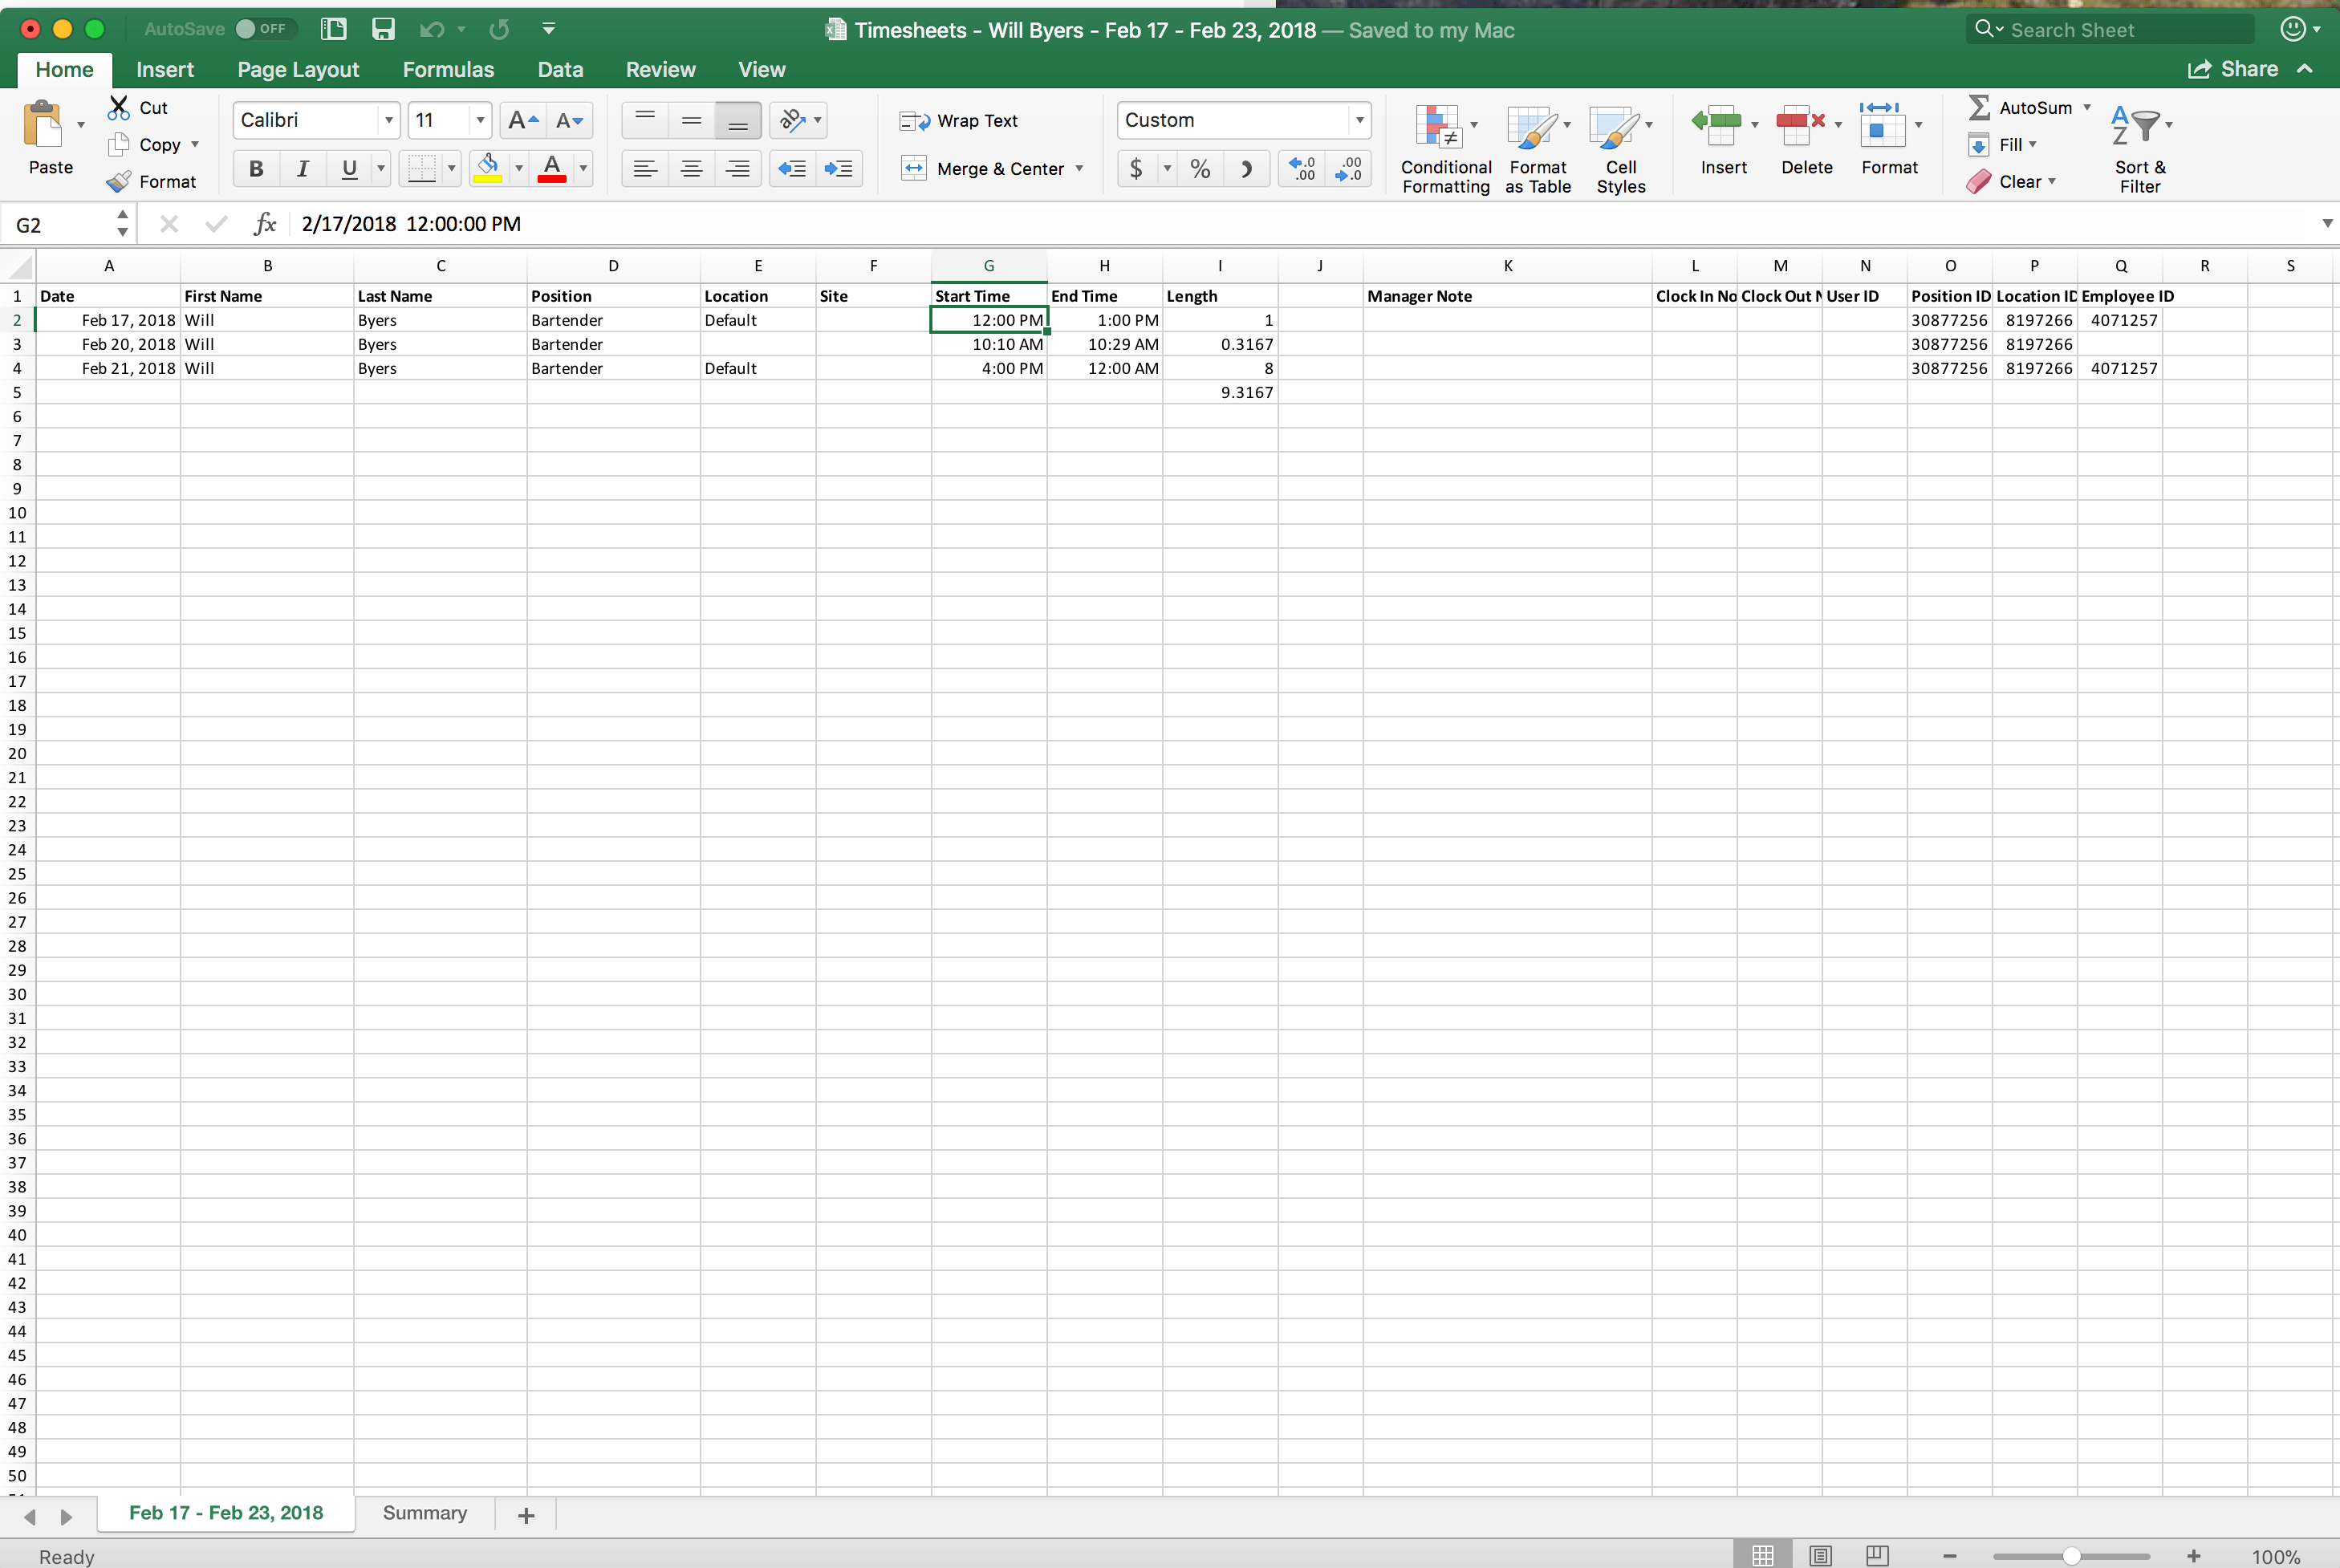 AutoSave OFF Timesheets - Will Byers - Feb 17 - Feb 23, 2018 — Saved to my Mac Search Sheet
Home Insert Page Layout Formulas Data Review View Share
Paste Cut Copy Format
Calibri 11 A A
B I U A
ab Wrap Text
Merge & Center
Custom
$ % .0 .00 .00 .0
Conditional Formatting Format as Table Cell Styles Insert Delete Format
AutoSum Fill Clear
A Z Sort & Filter
G2 fx 2/17/2018 12:00:00 PM
A B C D E F G H I J K L M N O P Q R S
1 Date First Name Last Name Position Location Site Start Time End Time Length Manager Note Clock In No Clock Out N User ID Position ID Location ID Employee ID
2 Feb 17, 2018 Will Byers Bartender Default 12:00 PM 1:00 PM 1 30877256 8197266 4071257
3 Feb 20, 2018 Will Byers Bartender 10:10 AM 10:29 AM 0.3167 30877256 8197266
4 Feb 21, 2018 Will Byers Bartender Default 4:00 PM 12:00 AM 8 30877256 8197266 4071257
5 9.3167
6
7
8
9
10
11
12
13
14
15
16
17
18
19
20
21
22
23
24
25
26
27
28
29
30
31
32
33
34
35
36
37
38
39
40
41
42
43
44
45
46
47
48
49
50
Feb 17 - Feb 23, 2018 Summary +
Ready 100%